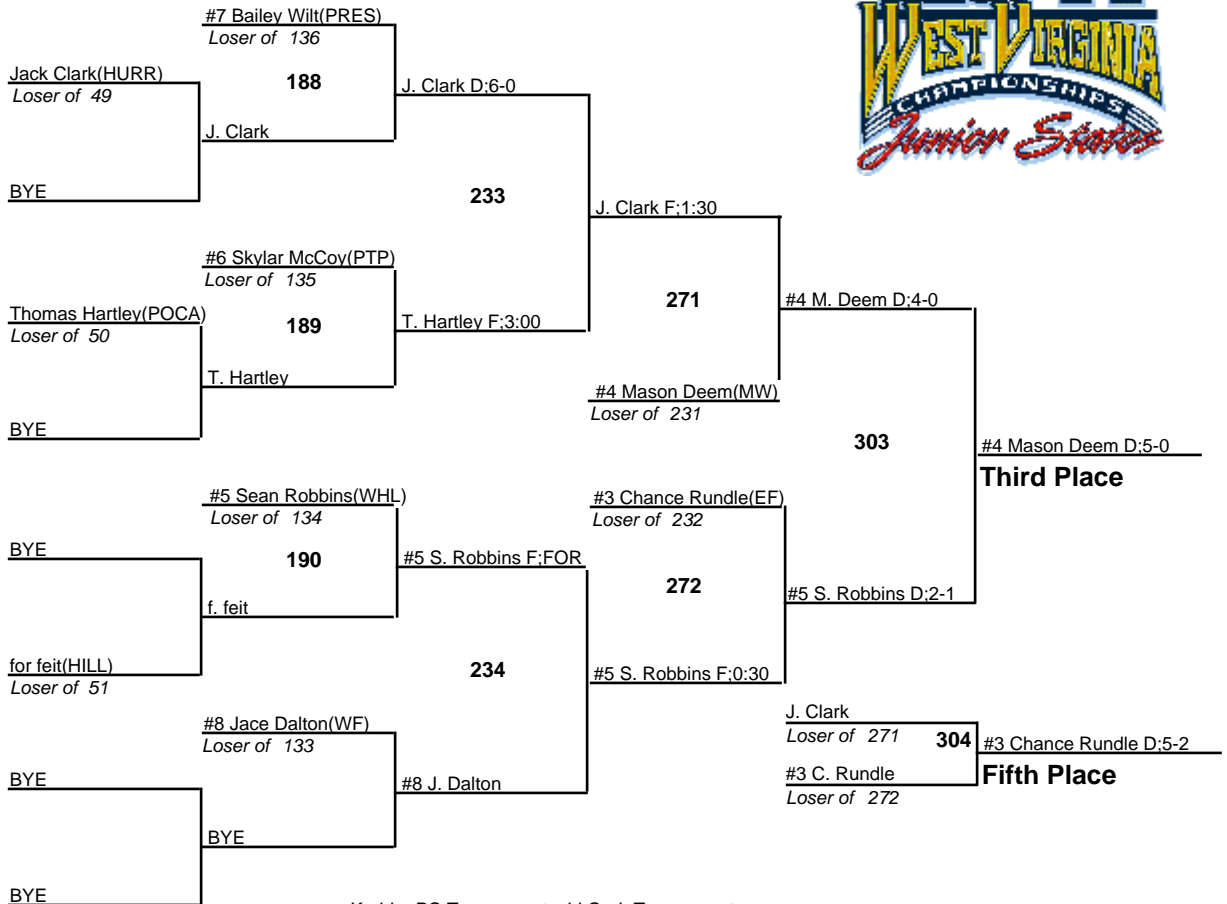 #7 Bailey Wilt(PRES)
Loser of 136
Jack Clark(HURR)
Loser of 49
188
J. Clark D;6-0
J. Clark
BYE
233
J. Clark F;1:30
#6 Skylar McCoy(PTP)
Loser of 135
Thomas Hartley(POCA)
Loser of 50
189
T. Hartley F;3:00
T. Hartley
BYE
271
#4 M. Deem D;4-0
#4 Mason Deem(MW)
Loser of 231
303
#4 Mason Deem D;5-0
Third Place
#5 Sean Robbins(WHL)
Loser of 134
#3 Chance Rundle(EF)
Loser of 232
BYE
190
#5 S. Robbins F;FOR
272
f. feit
#5 S. Robbins D;2-1
for feit(HILL)
Loser of 51
234
#5 S. Robbins F;0:30
#8 Jace Dalton(WF)
Loser of 133
J. Clark
Loser of 271
304
#3 Chance Rundle D;5-2
Fifth Place
#3 C. Rundle
Loser of 272
BYE
#8 J. Dalton
BYE
BYE
WEST VIRGINIA
CHAMPIONSHIPS
Junior States